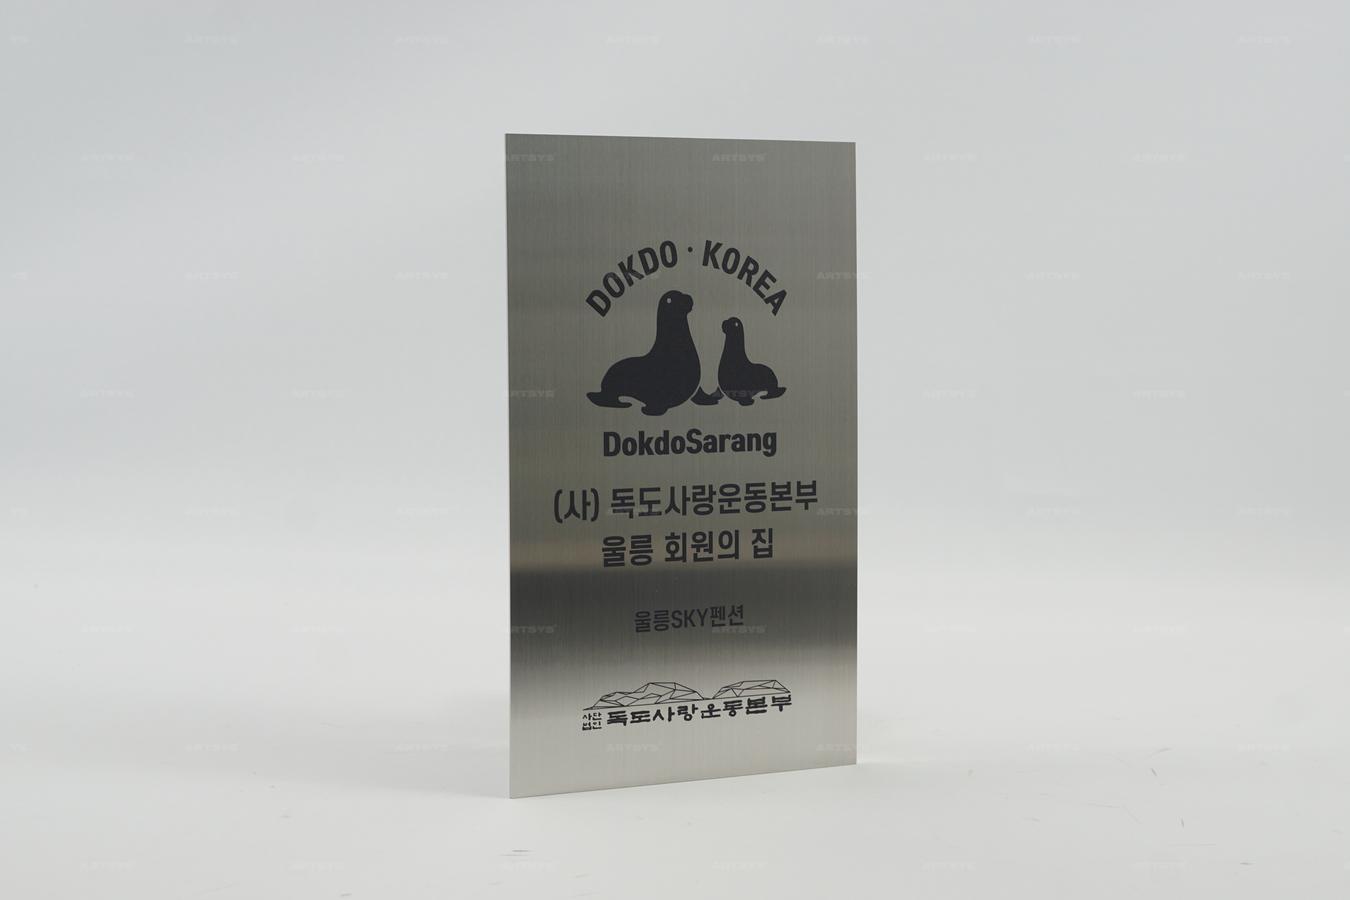 DOKDO · KOREA
DokdoSarang
(사) 독도사랑운동본부
울릉 회원의 집
울릉SKY펜션
사단
법인 독도사랑운동본부
ARTSYS